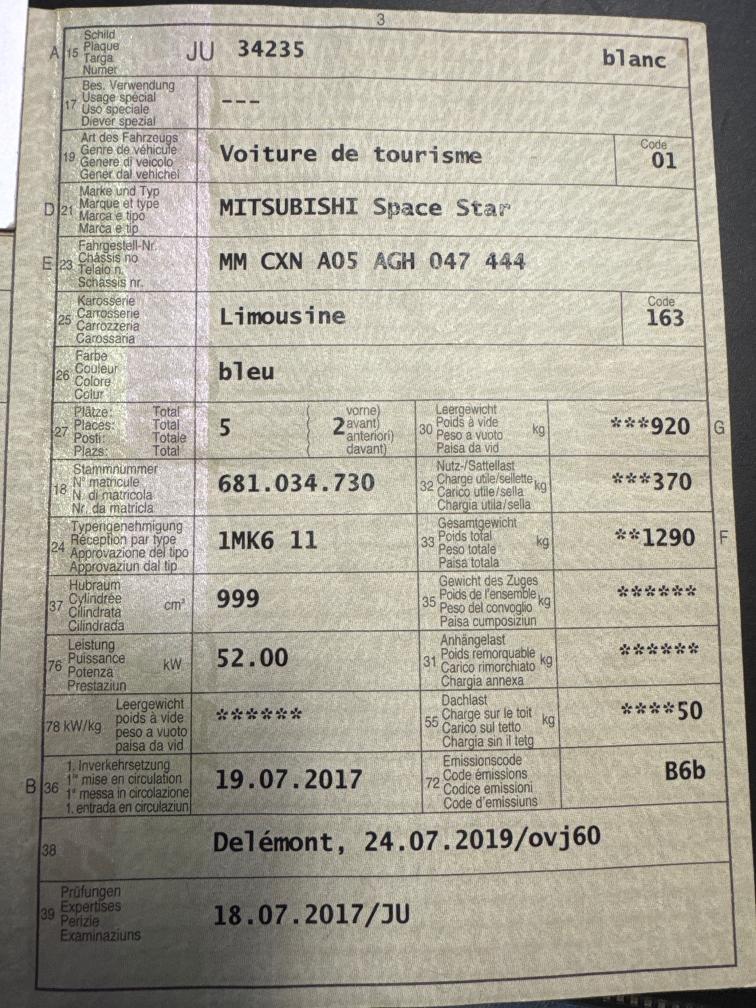 3
A 15 Schild Plaque Targa Numer JU 34235 blanc
17 Bes. Verwendung Usage spécial Uso speciale Diever spezial ---
19 Art des Fahrzeugs Genre de véhicule Genere di veicolo Gener dal vehichel Voiture de tourisme Code 01
D 21 Marke und Typ Marque et type Marca e tipo Marca e tip MITSUBISHI Space Star
E 23 Fahrgestell-Nr. Châssis no Telaio n. Schassis nr. MM CXN A05 AGH 047 444
25 Karosserie Carrosserie Carrozzeria Carossaria Limousine Code 163
26 Farbe Couleur Colore Colur bleu
27 Plätze: Total Places: Total Posti: Totale Plazs: Total 5 2 vorne) avant) anteriori) davant) 30 Leergewicht Poids à vide Peso a vuoto Paisa da vid kg ***920 G
18 Stammnummer N° matricule N. di matricola Nr. da matricla 681.034.730 32 Nutz-/Sattellast Charge utile/sellette Carico utile/sella Chargia utila/sella kg ***370
24 Typengenehmigung Réception par type Approvazione del tipo Approvaziun dal tip 1MK6 11 33 Gesamtgewicht Poids total Peso totale Paisa totala kg **1290 F
37 Hubraum Cylindrée Cilindrata Cilindrada cm³ 999 35 Gewicht des Zuges Poids de l'ensemble Peso del convoglio Paisa cumposiziun kg ******
76 Leistung Puissance Potenza Prestaziun kW 52.00 31 Anhängelast Poids remorquable Carico rimorchiato Chargia annexa kg ******
78 kW/kg Leergewicht poids à vide peso a vuoto paisa da vid ****** 55 Dachlast Charge sur le toit Carico sul tetto Chargia sin il tetg kg ****50
B 36 1. Inverkehrsetzung 1re mise en circulation 1a messa in circolazione 1. entrada en circulaziun 19.07.2017 72 Emissionscode Code émissions Codice emissioni Code d'emissiuns B6b
38 Delémont, 24.07.2019/ovj60
39 Prüfungen Expertises Perizie Examinaziuns 18.07.2017/JU